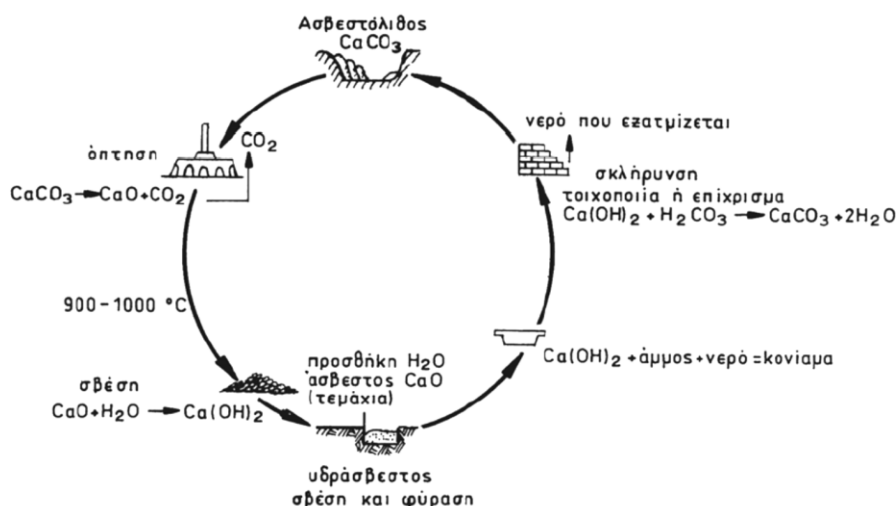 Ασβεστόλιθος
CaCO3
όπτηση
CO2
CaCO3 → CaO+CO2
900-1000 °C
σβέση
CaO+H2O → Ca(OH)2
προσθήκη H2O
άσβεστος CaO
(τεμάχια)
υδράσβεστος
σβέση και φύραση
Ca(OH)2 +άμμος+νερό=κονίαμα
νερό που εξατμίζεται
σκλήρυνση
τοιχοποιία ή επίχρισμα
Ca(OH)2 + H2CO3 → CaCO3 +2H2O